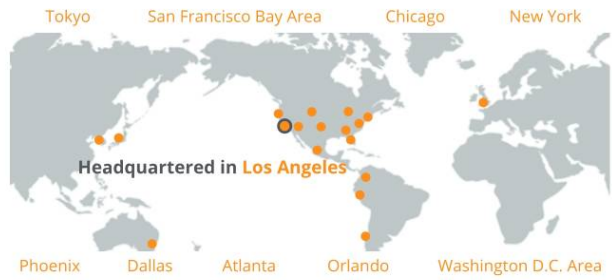 Tokyo San Francisco Bay Area Chicago New York
Headquartered in Los Angeles
Phoenix Dallas Atlanta Orlando Washington D.C. Area